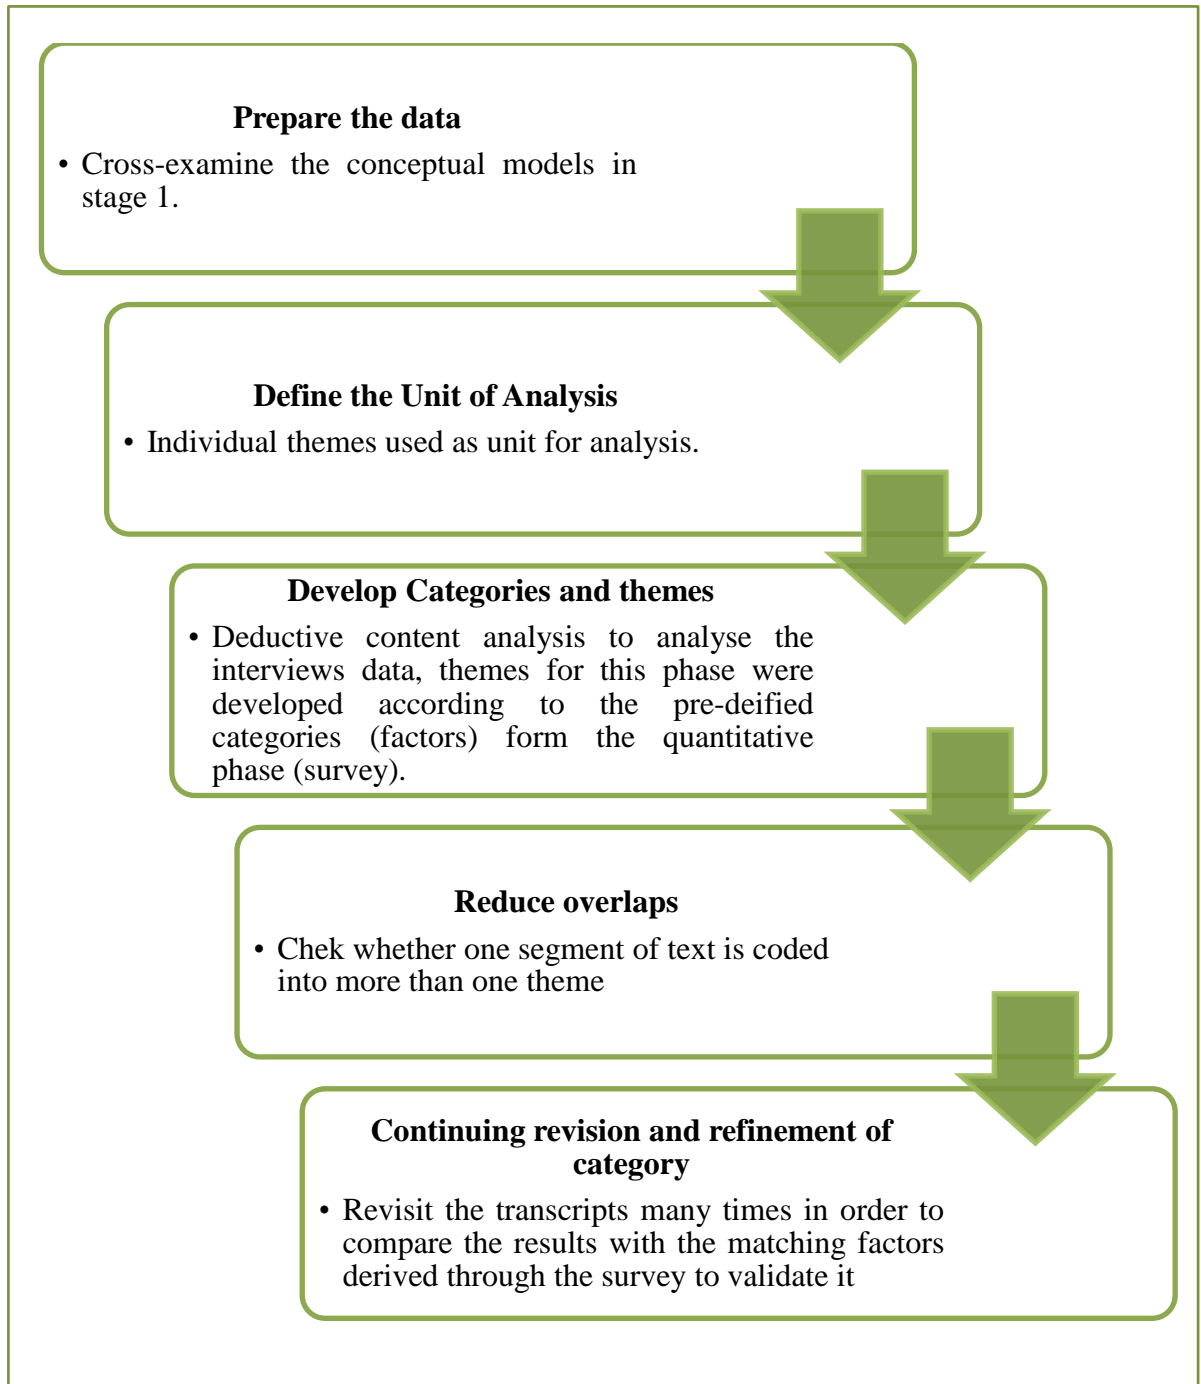 Prepare the data
• Cross-examine the conceptual models in
stage 1.
Define the Unit of Analysis
• Individual themes used as unit for analysis.
Develop Categories and themes
• Deductive content analysis to analyse the
interviews data, themes for this phase were
developed according to the pre-deified
categories (factors) form the quantitative
phase (survey).
Reduce overlaps
• Chek whether one segment of text is coded
into more than one theme
Continuing revision and refinement of
category
• Revisit the transcripts many times in order to
compare the results with the matching factors
derived through the survey to validate it